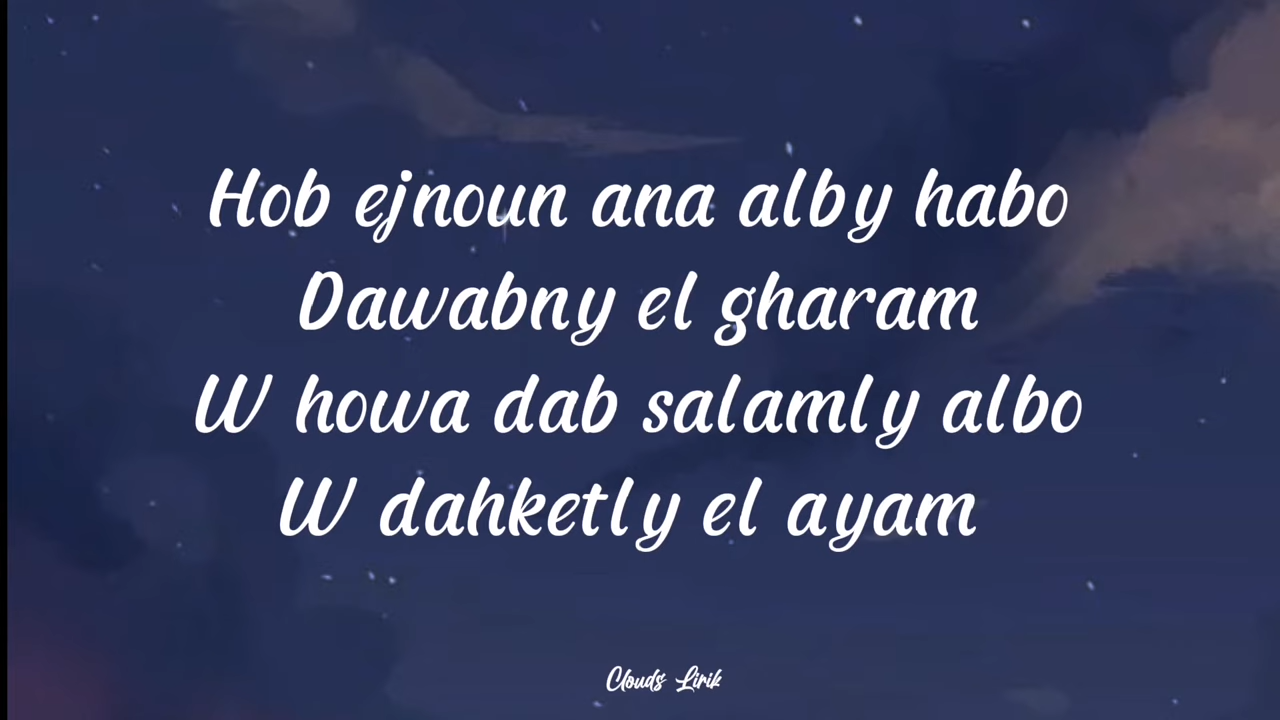 Hob ejnoun ana alby habo
Dawabny el gharam
W howa dab salamly albo
W dahketly el ayam
Clouds Lirik